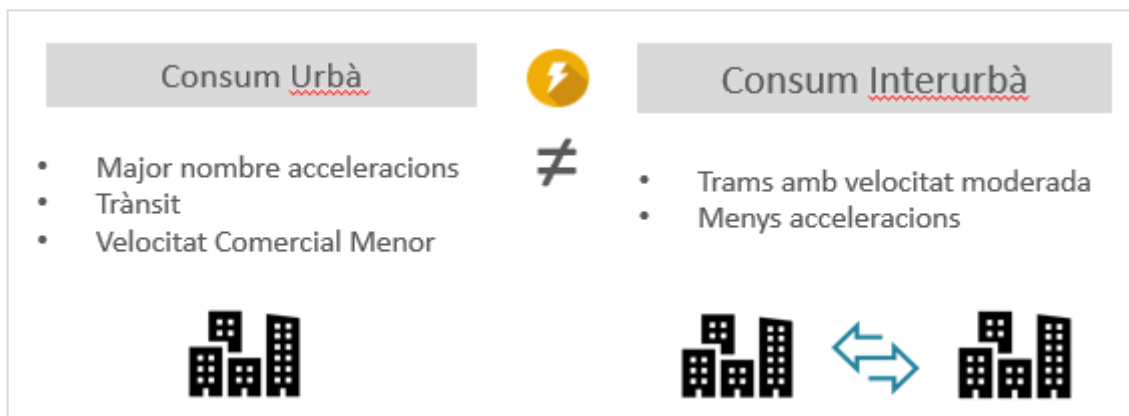 Consum Urbà
• Major nombre acceleracions
• Trànsit
• Velocitat Comercial Menor
≠
Consum Interurbà
• Trams amb velocitat moderada
• Menys acceleracions